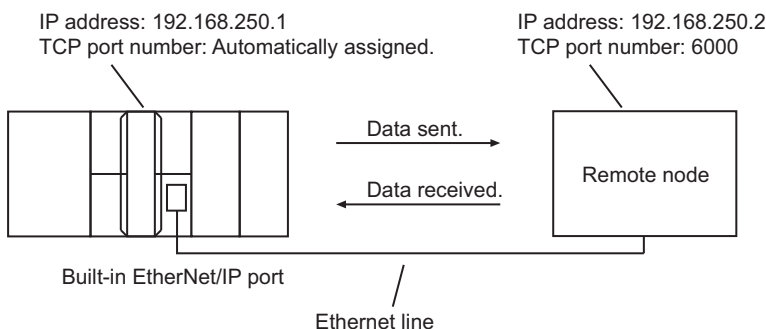 IP address: 192.168.250.1
TCP port number: Automatically assigned.
IP address: 192.168.250.2
TCP port number: 6000
Data sent.
Data received.
Remote node
Built-in EtherNet/IP port
Ethernet line